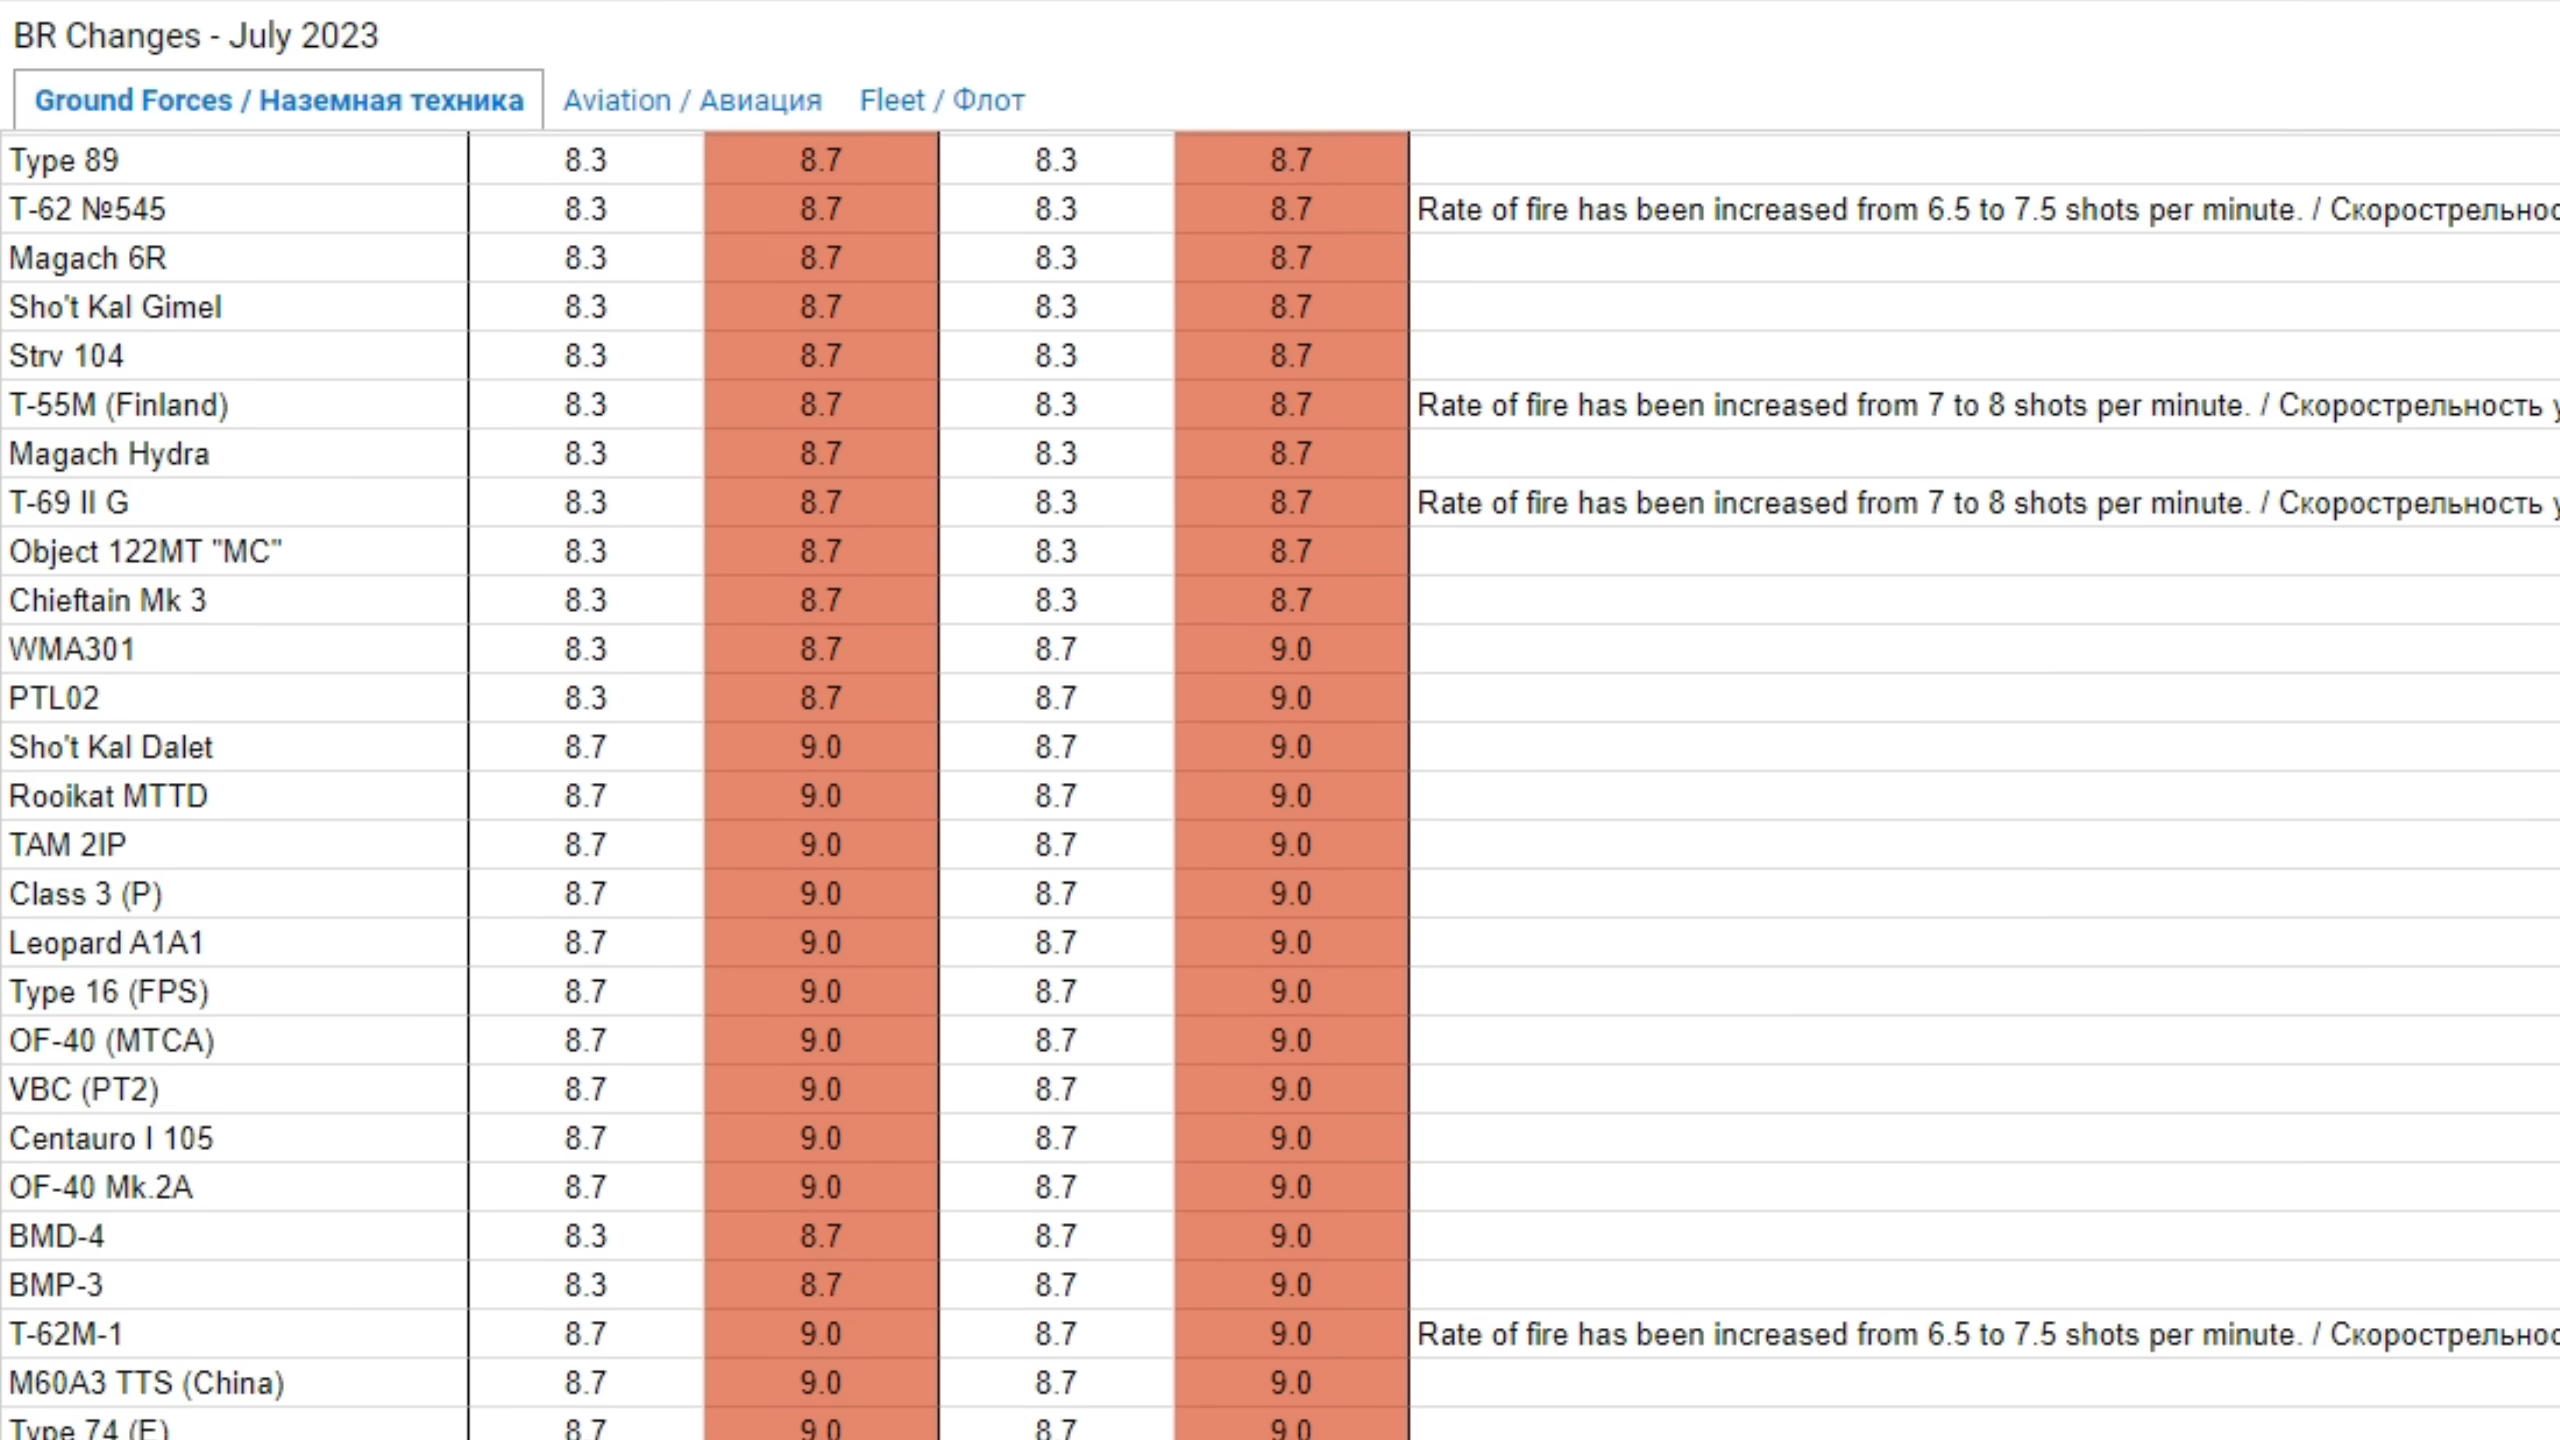 BR Changes - July 2023
Ground Forces / Наземная техника Aviation / Авиация Fleet / Флот
Type 89 8.3 8.7 8.3 8.7
T-62 №545 8.3 8.7 8.3 8.7 Rate of fire has been increased from 6.5 to 7.5 shots per minute. / Скорострельнос
Magach 6R 8.3 8.7 8.3 8.7
Sho't Kal Gimel 8.3 8.7 8.3 8.7
Strv 104 8.3 8.7 8.3 8.7
T-55M (Finland) 8.3 8.7 8.3 8.7 Rate of fire has been increased from 7 to 8 shots per minute. / Скорострельность у
Magach Hydra 8.3 8.7 8.3 8.7
T-69 II G 8.3 8.7 8.3 8.7 Rate of fire has been increased from 7 to 8 shots per minute. / Скорострельность у
Object 122MT "MC" 8.3 8.7 8.3 8.7
Chieftain Mk 3 8.3 8.7 8.3 8.7
WMA301 8.3 8.7 8.7 9.0
PTL02 8.3 8.7 8.7 9.0
Sho't Kal Dalet 8.7 9.0 8.7 9.0
Rooikat MTTD 8.7 9.0 8.7 9.0
TAM 2IP 8.7 9.0 8.7 9.0
Class 3 (P) 8.7 9.0 8.7 9.0
Leopard A1A1 8.7 9.0 8.7 9.0
Type 16 (FPS) 8.7 9.0 8.7 9.0
OF-40 (MTCA) 8.7 9.0 8.7 9.0
VBC (PT2) 8.7 9.0 8.7 9.0
Centauro I 105 8.7 9.0 8.7 9.0
OF-40 Mk.2A 8.7 9.0 8.7 9.0
BMD-4 8.3 8.7 8.7 9.0
BMP-3 8.3 8.7 8.7 9.0
T-62M-1 8.7 9.0 8.7 9.0 Rate of fire has been increased from 6.5 to 7.5 shots per minute. / Скорострельнос
M60A3 TTS (China) 8.7 9.0 8.7 9.0
Type 74 (E) 8.7 9.0 8.7 9.0